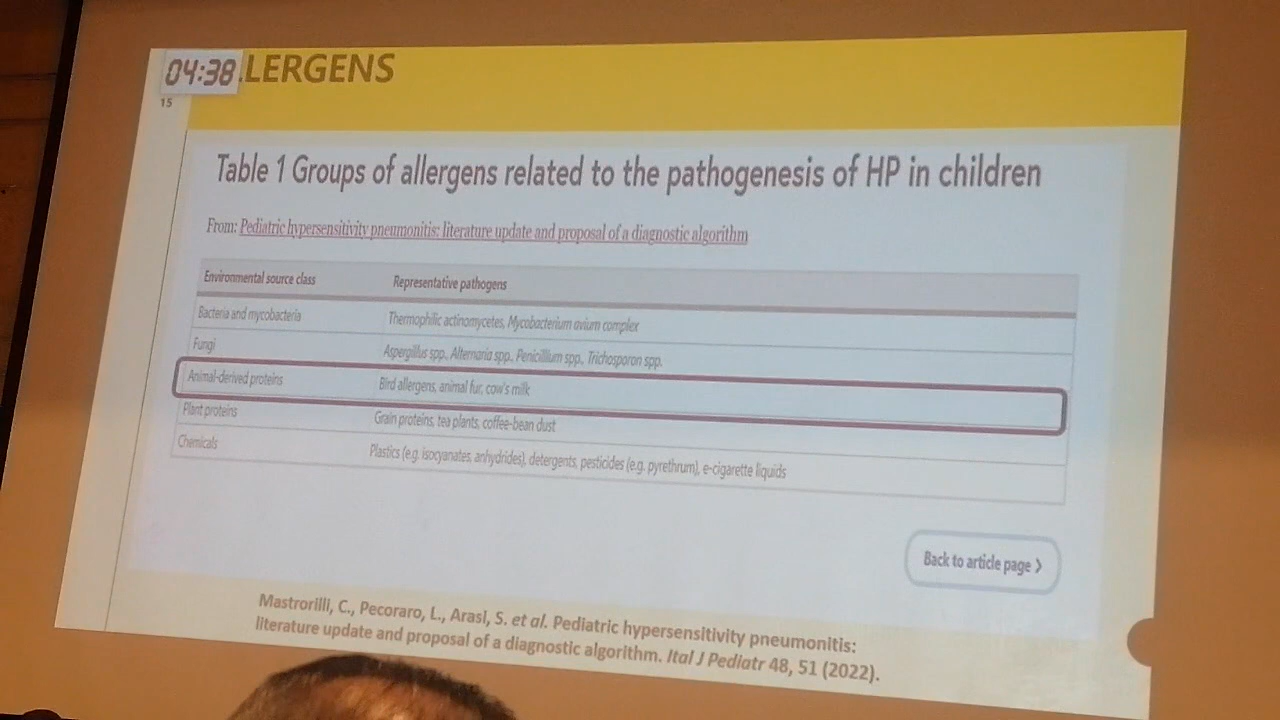 04:38.LERGENS
15
Table 1 Groups of allergens related to the pathogenesis of HP in children
From: Pediatric hypersensitivity pneumonitis: literature update and proposal of a diagnostic algorithm
Environmental source class Representative pathogens
Bacteria and mycobacteria Thermophilic actinomycetes, Mycobacterium avium complex
Fungi Aspergillus spp., Alternaria spp., Penicillium spp., Trichosporon spp.
Animal-derived proteins Bird allergens, animal fur, cow's milk
Plant proteins Grain proteins, tea plants, coffee-bean dust
Chemicals Plastics (e.g. isocyanates, anhydrides), detergents, pesticides (e.g. pyrethrum), e-cigarette liquids
Back to article page >
Mastrorilli, C., Pecoraro, L., Arasi, S. et al. Pediatric hypersensitivity pneumonitis:
literature update and proposal of a diagnostic algorithm. Ital J Pediatr 48, 51 (2022).